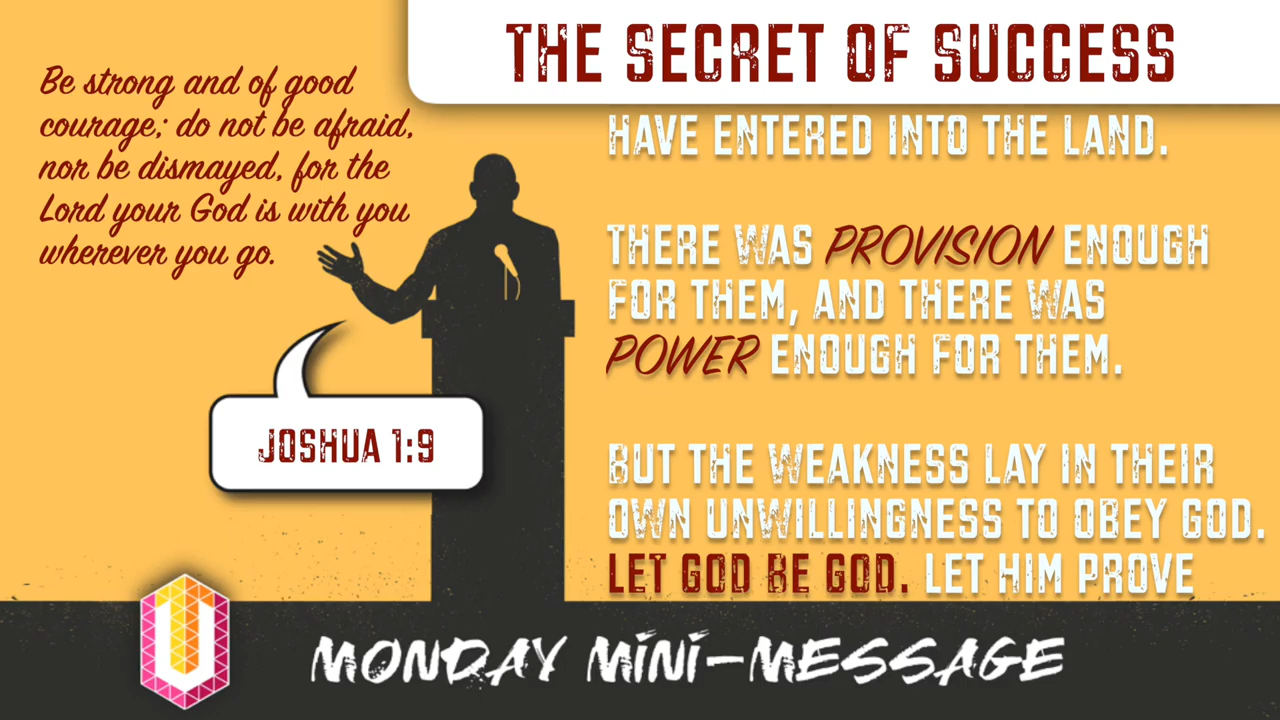 THE SECRET OF SUCCESS
Be strong and of good
courage; do not be afraid,
nor be dismayed, for the
Lord your God is with you
wherever you go.
JOSHUA 1:9
HAVE ENTERED INTO THE LAND.
THERE WAS PROVISION ENOUGH
FOR THEM, AND THERE WAS
POWER ENOUGH FOR THEM.
BUT THE WEAKNESS LAY IN THEIR
OWN UNWILLINGNESS TO OBEY GOD.
LET GOD BE GOD. LET HIM PROVE
U
MONDAY MINI-MESSAGE